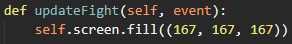 def updateFight(self, event):
    self.screen.fill((167, 167, 167))